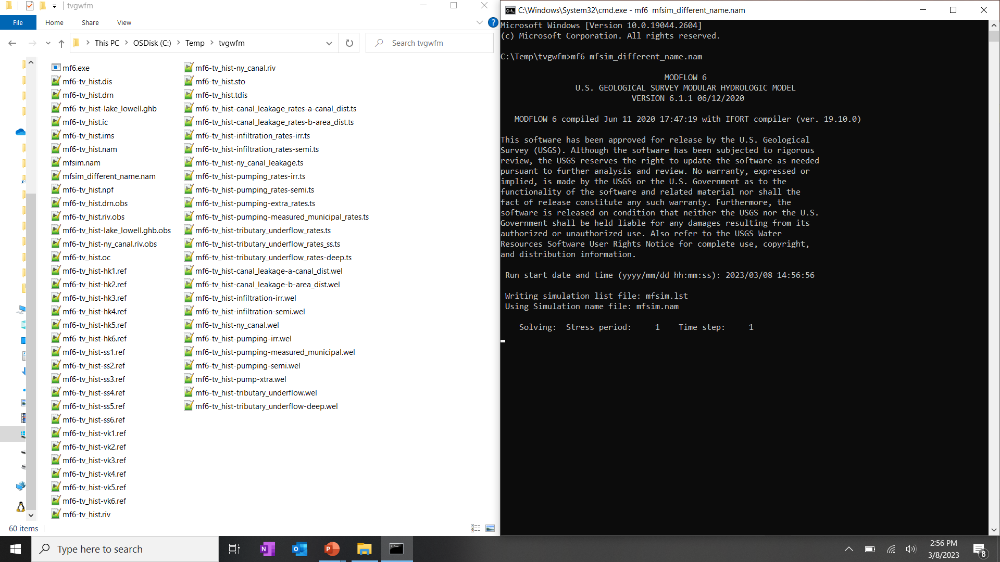 tvgwfm
File
Home
Share
View
?
This PC
OSDisk (C:)
Temp
tvgwfm
Search tvgwfm
mf6.exe
mf6-tv_hist.dis
mf6-tv_hist.drn
mf6-tv_hist-lake_lowell.ghb
mf6-tv_hist.ic
mf6-tv_hist.ims
mf6-tv_hist.nam
mfsim.nam
mfsim_different_name.nam
mf6-tv_hist.npf
mf6-tv_hist.drn.obs
mf6-tv_hist.riv.obs
mf6-tv_hist-lake_lowell.ghb.obs
mf6-tv_hist-ny_canal.riv.obs
mf6-tv_hist.oc
mf6-tv_hist-hk1.ref
mf6-tv_hist-hk2.ref
mf6-tv_hist-hk3.ref
mf6-tv_hist-hk4.ref
mf6-tv_hist-hk5.ref
mf6-tv_hist-hk6.ref
mf6-tv_hist-ss1.ref
mf6-tv_hist-ss2.ref
mf6-tv_hist-ss3.ref
mf6-tv_hist-ss4.ref
mf6-tv_hist-ss5.ref
mf6-tv_hist-ss6.ref
mf6-tv_hist-vk1.ref
mf6-tv_hist-vk2.ref
mf6-tv_hist-vk3.ref
mf6-tv_hist-vk4.ref
mf6-tv_hist-vk5.ref
mf6-tv_hist-vk6.ref
mf6-tv_hist.riv
mf6-tv_hist-ny_canal.riv
mf6-tv_hist.sto
mf6-tv_hist.tdis
mf6-tv_hist-canal_leakage_rates-a-canal_dist.ts
mf6-tv_hist-canal_leakage_rates-b-area_dist.ts
mf6-tv_hist-infiltration_rates-irr.ts
mf6-tv_hist-infiltration_rates-semi.ts
mf6-tv_hist-ny_canal_leakage.ts
mf6-tv_hist-pumping_rates-irr.ts
mf6-tv_hist-pumping_rates-semi.ts
mf6-tv_hist-pumping-extra_rates.ts
mf6-tv_hist-pumping-measured_municipal_rates.ts
mf6-tv_hist-tributary_underflow_rates.ts
mf6-tv_hist-tributary_underflow_rates_ss.ts
mf6-tv_hist-tributary_underflow_rates-deep.ts
mf6-tv_hist-canal_leakage-a-canal_dist.wel
mf6-tv_hist-canal_leakage-b-area_dist.wel
mf6-tv_hist-infiltration-irr.wel
mf6-tv_hist-infiltration-semi.wel
mf6-tv_hist-ny_canal.wel
mf6-tv_hist-pumping-irr.wel
mf6-tv_hist-pumping-measured_municipal.wel
mf6-tv_hist-pumping-semi.wel
mf6-tv_hist-pump-xtra.wel
mf6-tv_hist-tributary_underflow.wel
mf6-tv_hist-tributary_underflow-deep.wel
60 items
C:\Windows\System32\cmd.exe - mf6  mfsim_different_name.nam
Microsoft Windows [Version 10.0.19044.2604]
(c) Microsoft Corporation. All rights reserved.
C:\Temp\tvgwfm>mf6 mfsim_different_name.nam
MODFLOW 6
U.S. GEOLOGICAL SURVEY MODULAR HYDROLOGIC MODEL
VERSION 6.1.1 06/12/2020
MODFLOW 6 compiled Jun 11 2020 17:47:19 with IFORT compiler (ver. 19.10.0)
This software has been approved for release by the U.S. Geological
Survey (USGS). Although the software has been subjected to rigorous
review, the USGS reserves the right to update the software as needed
pursuant to further analysis and review. No warranty, expressed or
implied, is made by the USGS or the U.S. Government as to the
functionality of the software and related material nor shall the
fact of release constitute any such warranty. Furthermore, the
software is released on condition that neither the USGS nor the U.S.
Government shall be held liable for any damages resulting from its
authorized or unauthorized use. Also refer to the USGS Water
Resources Software User Rights Notice for complete use, copyright,
and distribution information.
Run start date and time (yyyy/mm/dd hh:mm:ss): 2023/03/08 14:56:56
Writing simulation list file: mfsim.lst
Using Simulation name file: mfsim.nam
Solving:  Stress period:     1    Time step:     1
Type here to search
2:56 PM
3/8/2023
8